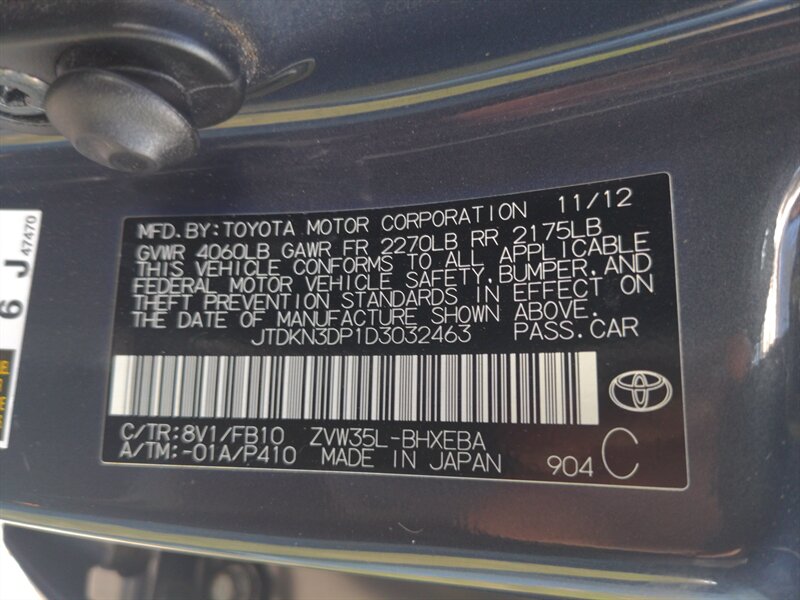 MFD. BY: TOYOTA MOTOR CORPORATION 11/12
GVWR 4060LB GAWR FR 2270LB RR 2175LB
THIS VEHICLE CONFORMS TO ALL APPLICABLE
FEDERAL MOTOR VEHICLE SAFETY, BUMPER, AND
THEFT PREVENTION STANDARDS IN EFFECT ON
THE DATE OF MANUFACTURE SHOWN ABOVE.
JTDKN3DP1D3032463 PASS. CAR
C/TR: 8V1/FB10 ZVW35L-BHXEBA
A/TM: -01A/P410 MADE IN JAPAN 904 C
6 J 47470